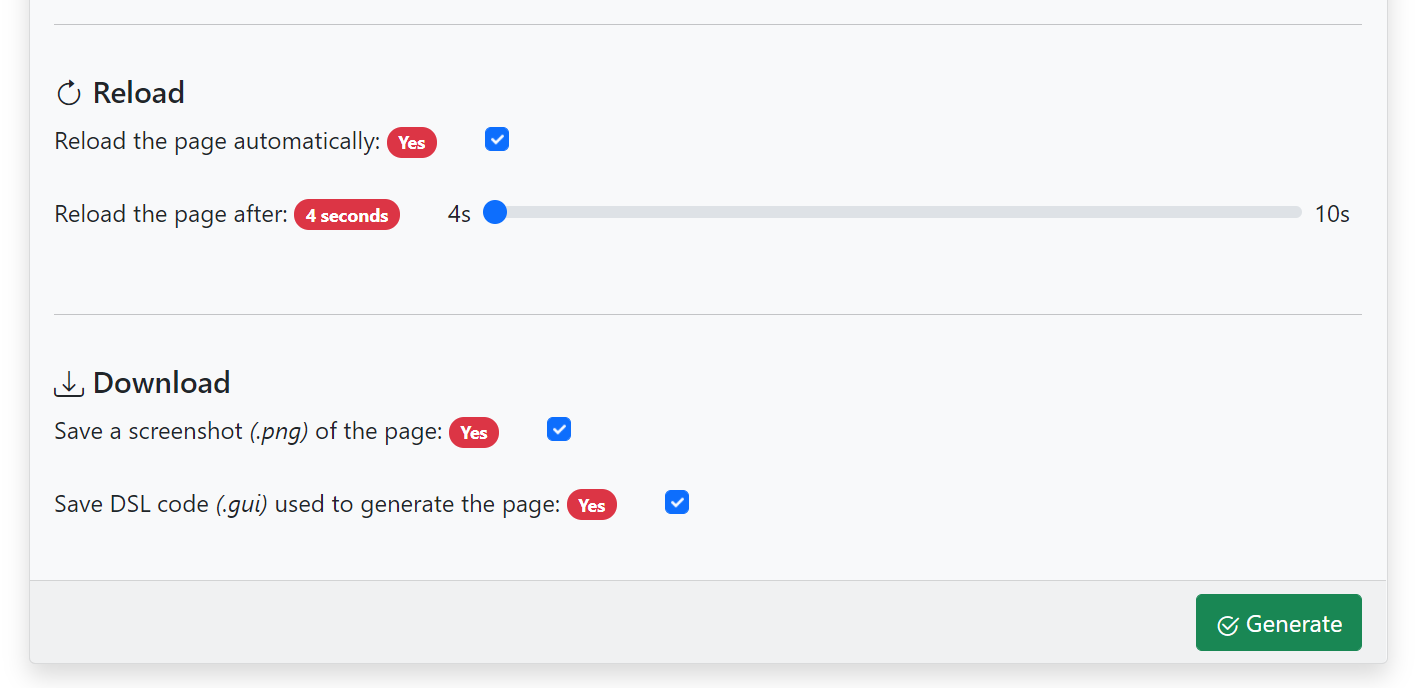 Reload
Reload the page automatically: Yes
Reload the page after: 4 seconds 4s 10s
Download
Save a screenshot (.png) of the page: Yes
Save DSL code (.gui) used to generate the page: Yes
Generate